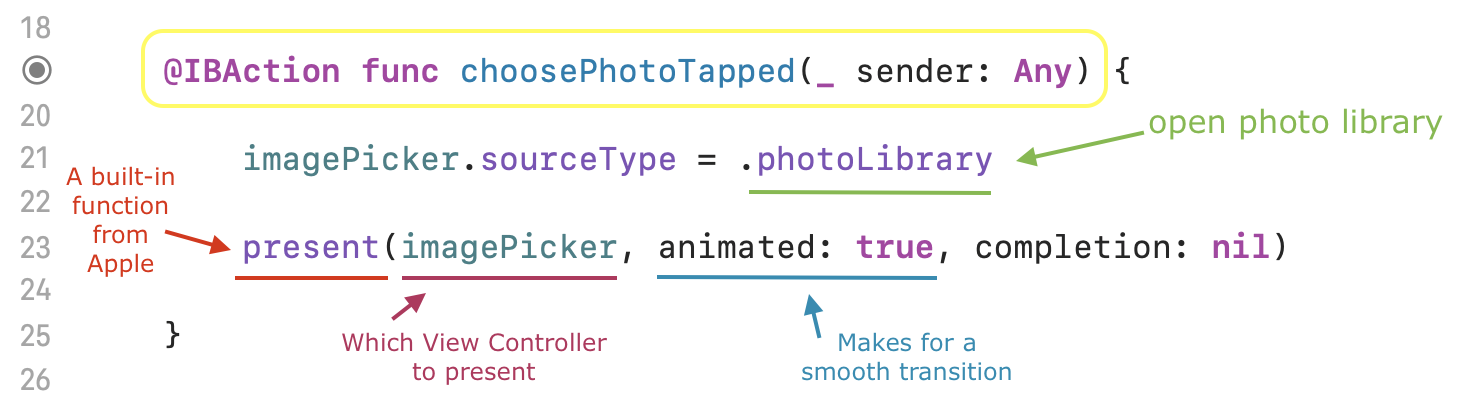 18
@IBAction func choosePhotoTapped(_ sender: Any) {
20
open photo library
21 imagePicker.sourceType = .photoLibrary
A built-in
function
from
Apple
22
23 present(imagePicker, animated: true, completion: nil)
24
Which View Controller
to present
Makes for a
smooth transition
25 }
26